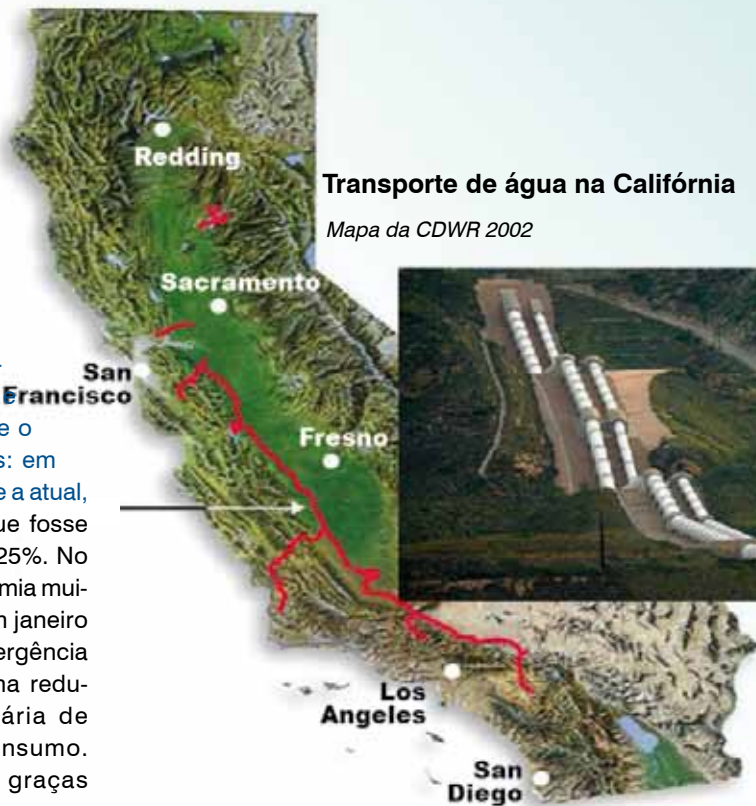 Transporte de água na Califórnia
Mapa da CDWR 2002
Redding
Sacramento
San
Francisco
Fresno
Los
Angeles
San
Diego
e o
s: em
e a atual,
ue fosse
25%. No
mia mui-
janeiro
ergência
na redu-
ária de
nsumo.
graças